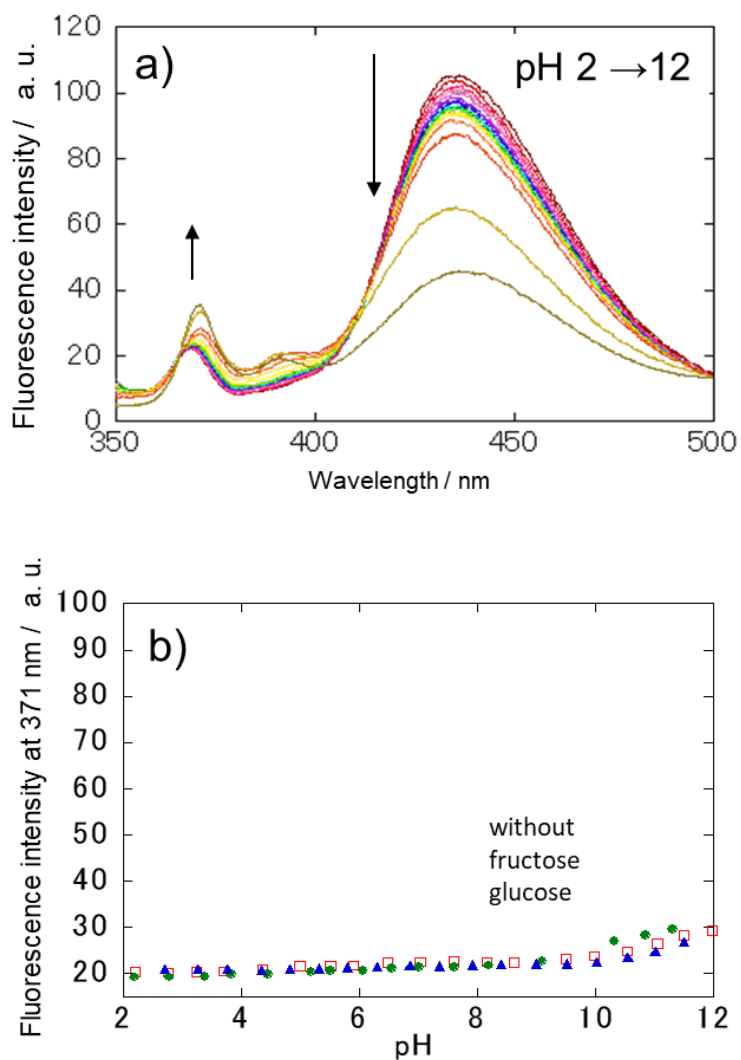 a)
pH 2 →12
Fluorescence intensity / a. u.
120
100
80
60
40
20
0
350
400
450
500
Wavelength / nm
b)
Fluorescence intensity at 371 nm / a. u.
100
90
80
70
60
50
40
30
20
without
fructose
glucose
2
4
6
8
10
12
pH